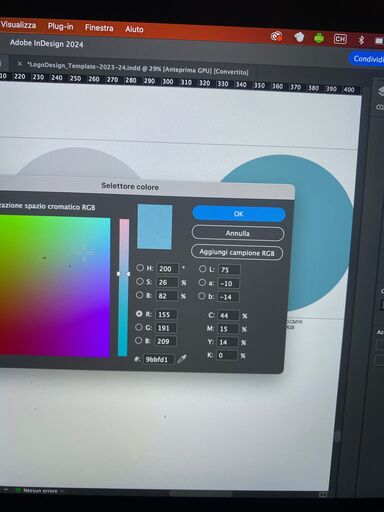 Visualizza Plug-in Finestra Aiuto
CH
Adobe InDesign 2024
Condividi
× *LogoDesign_Template-2023-24.indd @ 29% [Anteprima GPU] [Convertito]
220 230 240 250 260 270 280 290 300 310 320 330 340 350 360 370 380 390 400
Selettore colore
zazione spazio cromatico RGB
OK
Annulla
Aggiungi campione RGB
H: 200 °
L: 75
S: 26 %
a: -10
B: 82 %
b: -14
R: 155
C: 44 %
G: 191
M: 15 %
B: 209
Y: 14 %
#: 9bbfd1
K: 0 %
Nessun errore